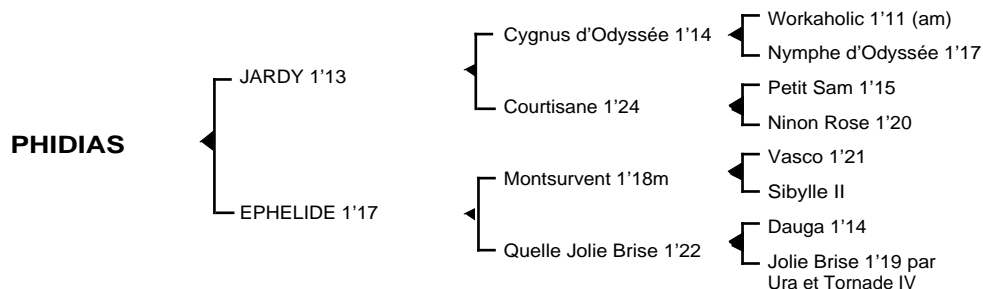 Workaholic 1’11 (am)
Cygnus d’Odyssée 1’14
Nymphe d’Odyssée 1’17
JARDY 1’13
Petit Sam 1’15
Courtisane 1’24
Ninon Rose 1’20
PHIDIAS
Vasco 1’21
Montsurvent 1’18m
Sibylle II
EPHELIDE 1’17
Dauga 1’14
Quelle Jolie Brise 1’22
Jolie Brise 1’19 par
Ura et Tornade IV